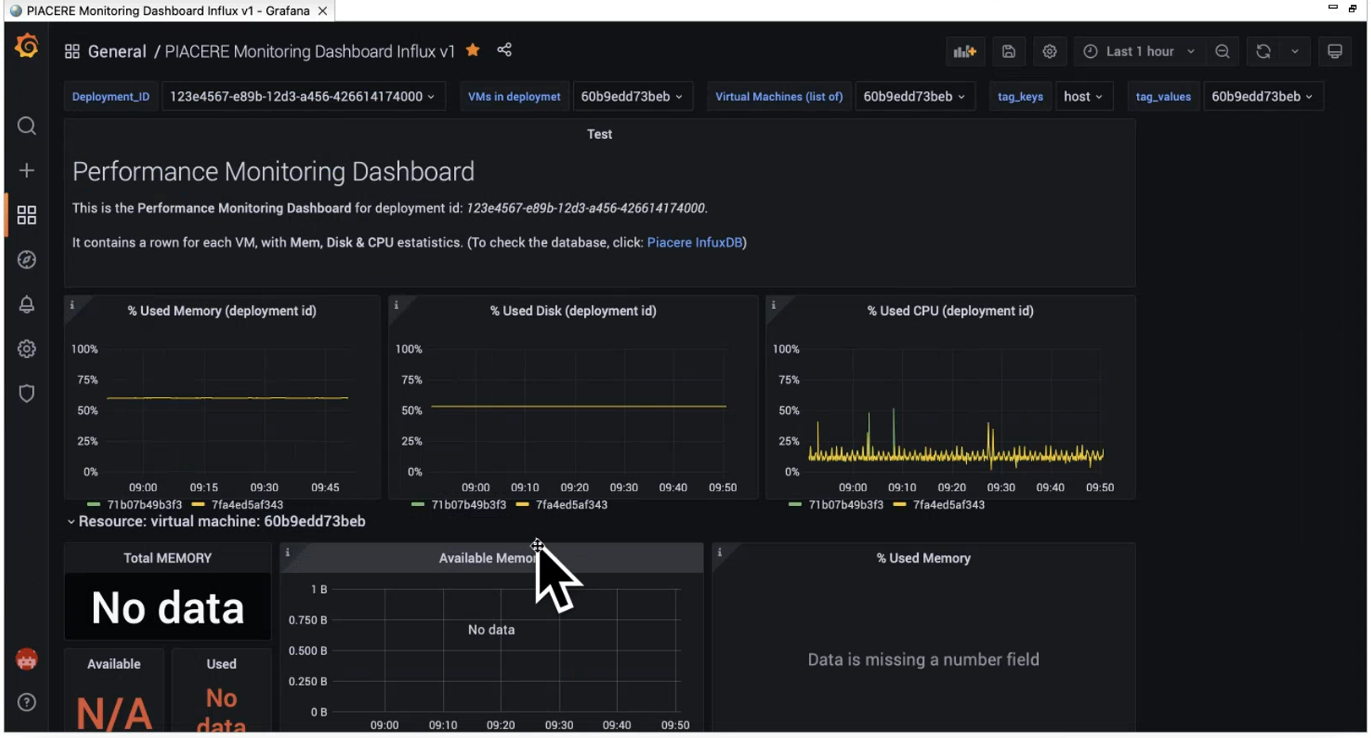 PIACERE Monitoring Dashboard Influx v1 - Grafana
General / PIACERE Monitoring Dashboard Influx v1
Last 1 hour
Deployment_ID 123e4567-e89b-12d3-a456-426614174000 VMs in deploymet 60b9edd73beb Virtual Machines (list of) 60b9edd73beb tag_keys host tag_values 60b9edd73beb
Test
Performance Monitoring Dashboard
This is the Performance Monitoring Dashboard for deployment id: 123e4567-e89b-12d3-a456-426614174000.
It contains a rown for each VM, with Mem, Disk & CPU estatistics. (To check the database, click: Piacere InfuxDB)
% Used Memory (deployment id)
100%
75%
50%
25%
0%
09:00 09:15 09:30 09:45
71b07b49b3f3 7fa4ed5af343
% Used Disk (deployment id)
100%
75%
50%
25%
0%
09:00 09:10 09:20 09:30 09:40 09:50
71b07b49b3f3 7fa4ed5af343
% Used CPU (deployment id)
100%
75%
50%
25%
0%
09:00 09:10 09:20 09:30 09:40 09:50
71b07b49b3f3 7fa4ed5af343
Resource: virtual machine: 60b9edd73beb
Total MEMORY
No data
Available
N/A
Used
No
data
Available Memor
1 B
0.750 B
0.500 B
0.250 B
0 B
No data
09:00 09:10 09:20 09:30 09:40 09:50
% Used Memory
Data is missing a number field